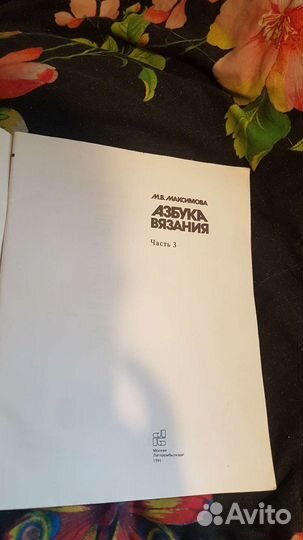 М.В. МАКСИМОВА
АЗБУКА
ВЯЗАНИЯ
Часть 3
Москва
Легпромбытиздат
1991
Avito